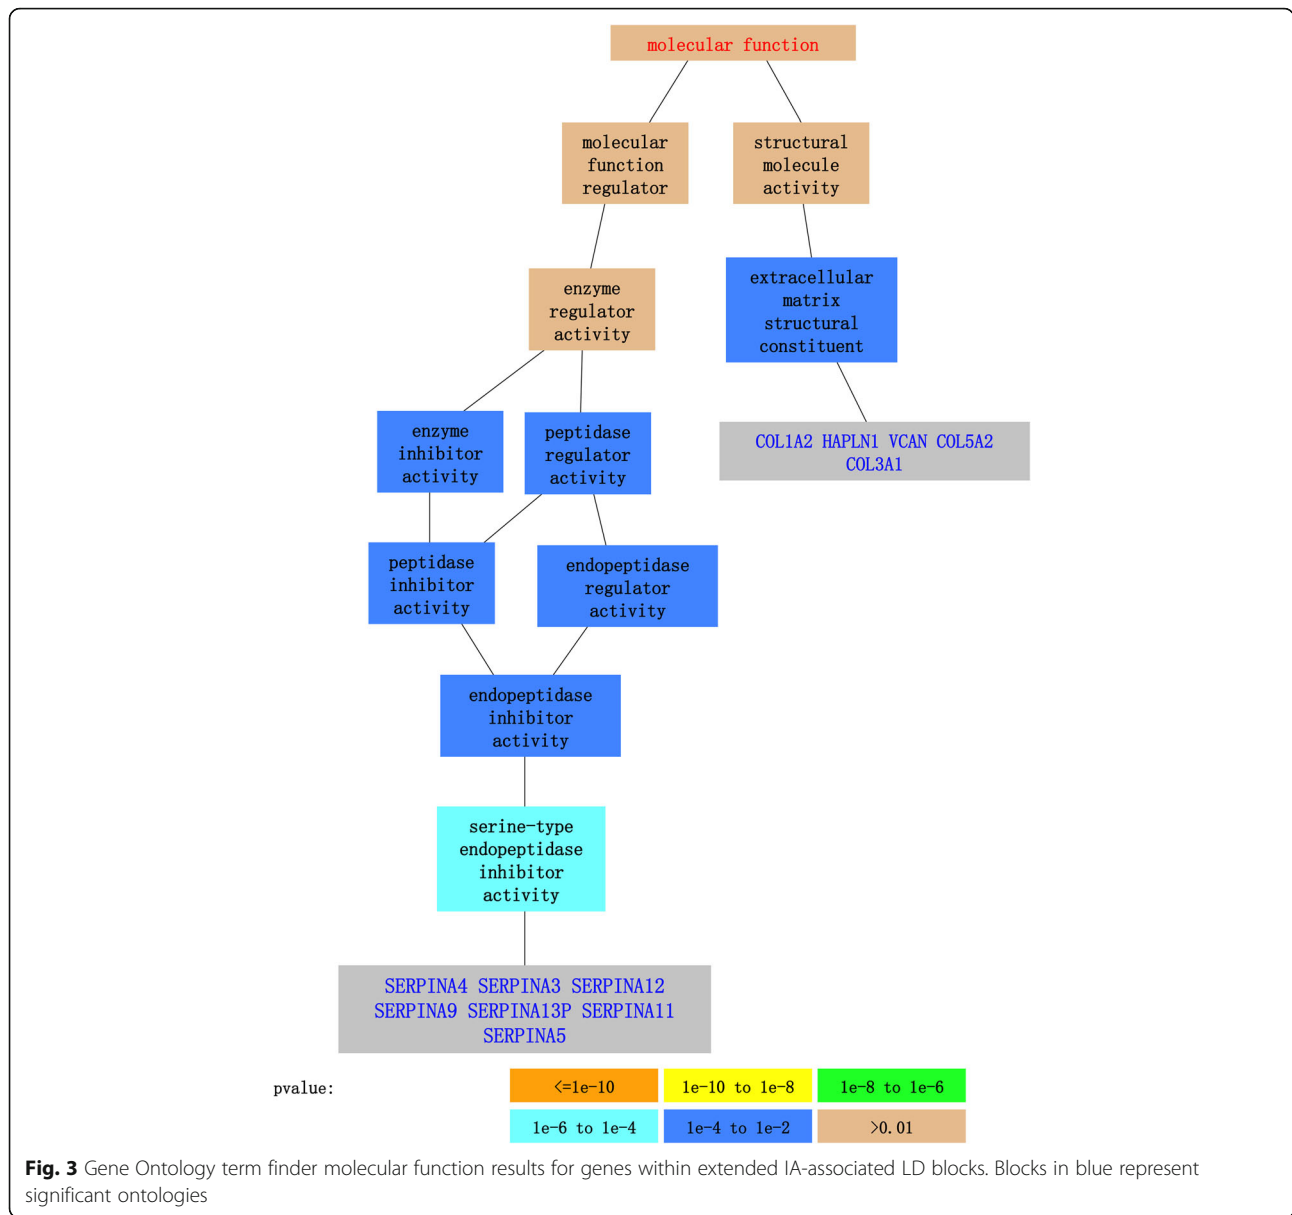 molecular function
molecular
function
regulator
structural
molecule
activity
enzyme
regulator
activity
extracellular
matrix
structural
constituent
enzyme
inhibitor
activity
peptidase
regulator
activity
COL1A2 HAPLN1 VCAN COL5A2
COL3A1
peptidase
inhibitor
activity
endopeptidase
regulator
activity
endopeptidase
inhibitor
activity
serine-type
endopeptidase
inhibitor
activity
SERPINA4 SERPINA3 SERPINA12
SERPINA9 SERPINA13P SERPINA11
SERPINA5
pvalue:
<=1e-10
1e-10 to 1e-8
1e-8 to 1e-6
1e-6 to 1e-4
1e-4 to 1e-2
>0.01
Fig. 3 Gene Ontology term finder molecular function results for genes within extended IA-associated LD blocks. Blocks in blue represent
significant ontologies